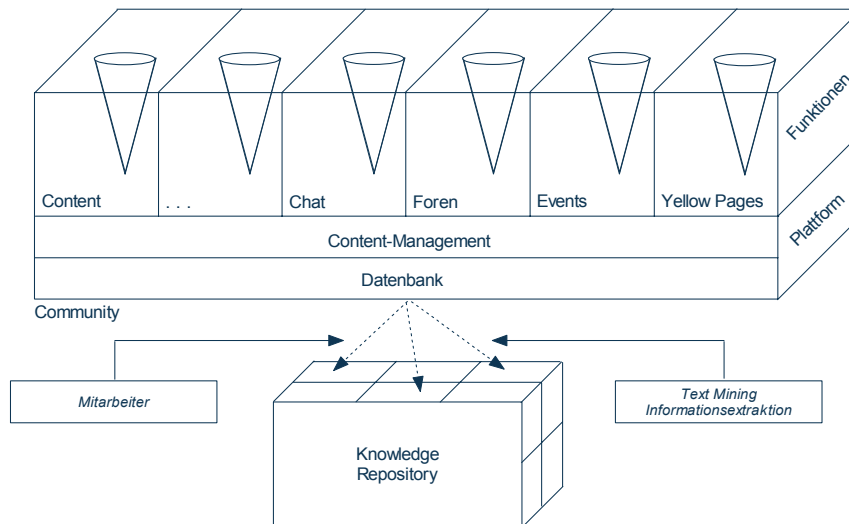 Funktionen
Content
. . .
Chat
Foren
Events
Yellow Pages
Plattform
Content-Management
Datenbank
Community
Mitarbeiter
Text Mining
Informationsextraktion
Knowledge
Repository